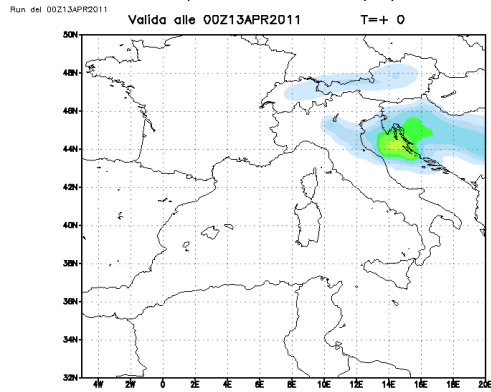 Run del 00Z13APR2011
Valida alle 00Z13APR2011 T=+ 0
50N
48N
46N
44N
42N
40N
38N
36N
34N
32N
4W 2W 0 2E 4E 6E 8E 10E 12E 14E 16E 18E 20E